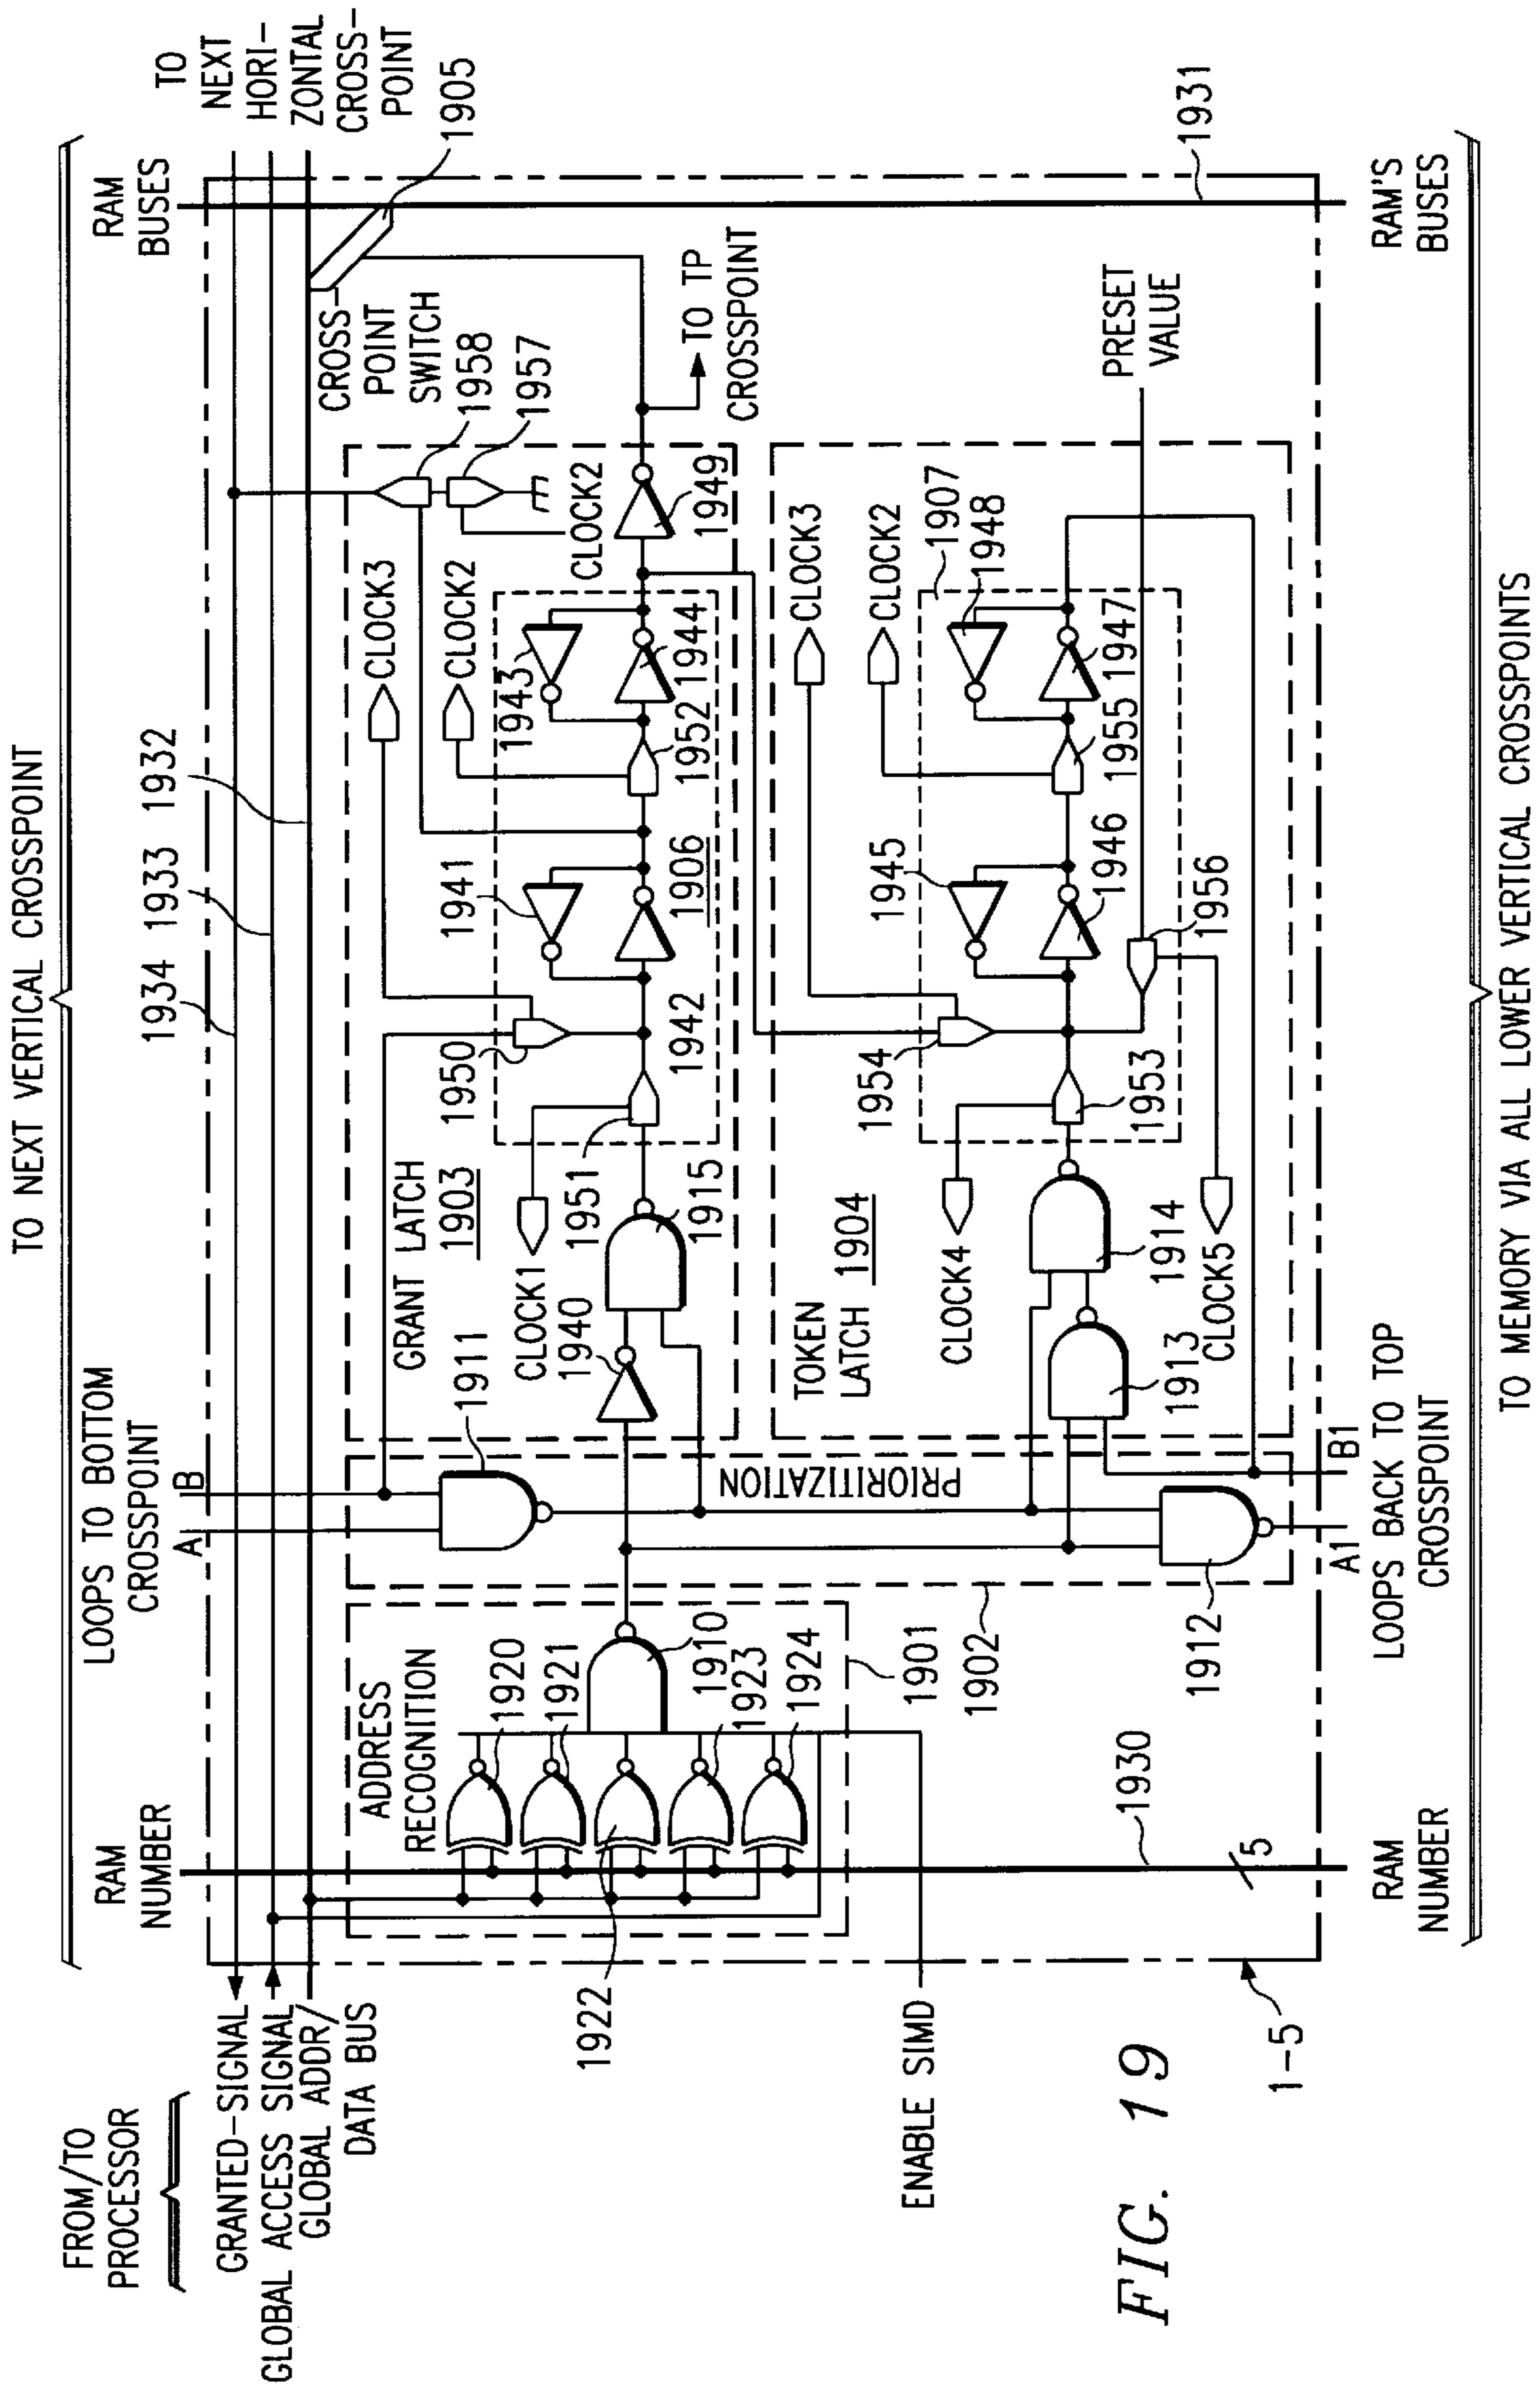 TO NEXT VERTICAL CROSSPOINT
FROM/TO
PROCESSOR
RAM
NUMBER
LOOPS TO BOTTOM
CROSSPOINT
A
B
1934
1933
1932
RAM
BUSES
TO
NEXT
HORI-
ZONTAL
CROSS-
POINT
1905
GRANTED-SIGNAL
GLOBAL ACCESS SIGNAL
GLOBAL ADDR/
DATA BUS
ADDRESS
RECOGNITION
1920
1921
1922
1910
1923
1924
1901
1902
ENABLE SIMD
1911
PRIORITIZATION
GRANT LATCH
1903
CLOCK1
1940
1951
1915
1950
1942
1941
1906
CLOCK3
CLOCK2
1943
1952
1944
CLOCK2
1949
CROSS-
POINT
SWITCH
1958
1957
TO TP
CROSSPOINT
TOKEN
LATCH
1904
CLOCK4
1913
1914
CLOCK5
1954
1953
1945
1946
1956
CLOCK3
CLOCK2
1955
1947
1907
1948
PRESET
VALUE
1912
1930
5
1931
1-5
RAM
NUMBER
A1
B1
LOOPS BACK TO TOP
CROSSPOINT
RAM'S
BUSES
TO MEMORY VIA ALL LOWER VERTICAL CROSSPOINTS
FIG. 19